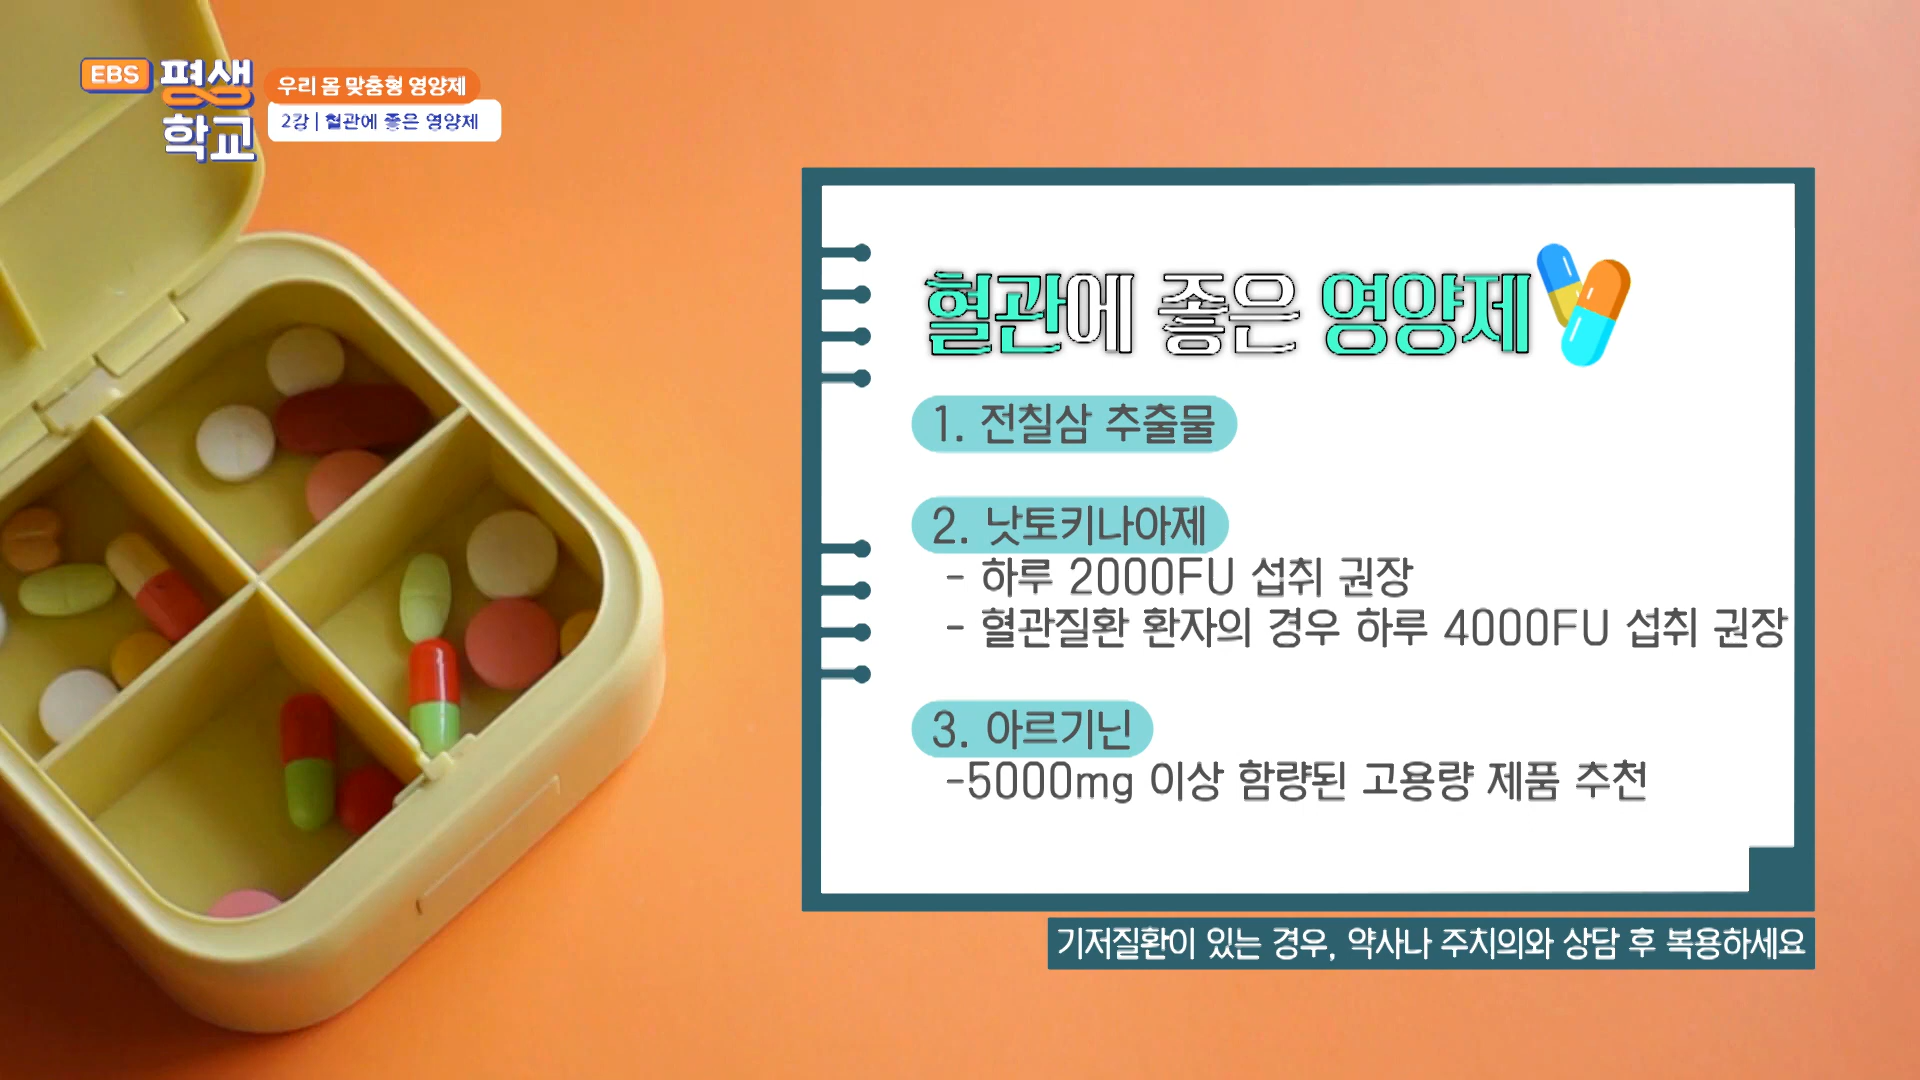 EBS 평생학교
우리 몸 맞춤형 영양제
2강 | 혈관에 좋은 영양제
혈관에 좋은 영양제
1. 전칠삼 추출물
2. 낫토키나아제
- 하루 2000FU 섭취 권장
- 혈관질환 환자의 경우 하루 4000FU 섭취 권장
3. 아르기닌
-5000mg 이상 함량된 고용량 제품 추천
기저질환이 있는 경우, 약사나 주치의와 상담 후 복용하세요